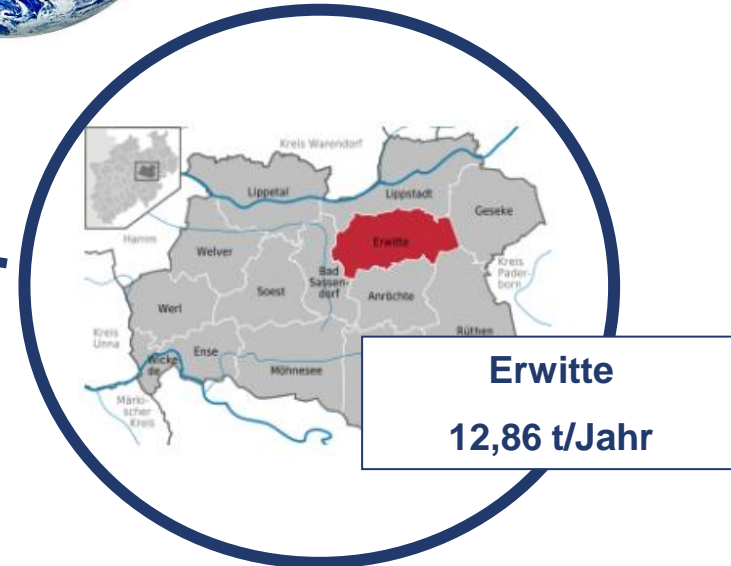 Kreis Warendorf
Lippetal
Lippstadt
Geseke
Hamm
Welver
Erwitte
Bad
Sassen-
dorf
Kreis
Pader-
born
Soest
Anröchte
Werl
Kreis
Unna
Rüthen
Ense
Wicke-
de
Möhnesee
Märki-
scher
Kreis
Erwitte
12,86 t/Jahr